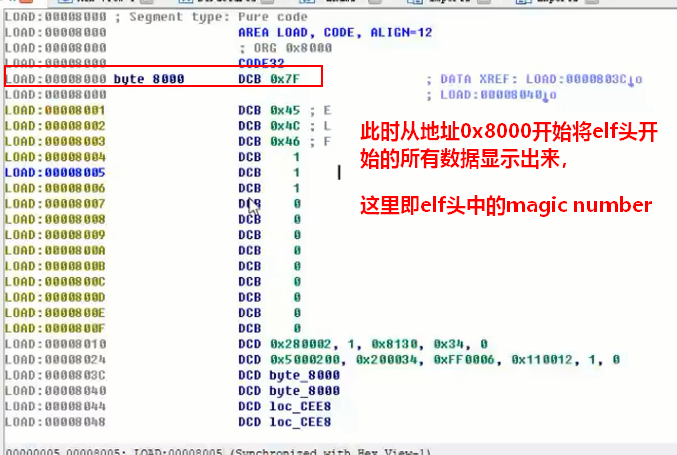 LOAD:00008000 ; Segment type: Pure code
LOAD:00008000 AREA LOAD, CODE, ALIGN=12
LOAD:00008000 ; ORG 0x8000
LOAD:00008000 CODE32
LOAD:00008000 byte_8000 DCB 0x7F ; DATA XREF: LOAD:0000803C↓o
LOAD:00008000 ; LOAD:00008040↓o
LOAD:00008001 DCB 0x45 ; E
LOAD:00008002 DCB 0x4C ; L
LOAD:00008003 DCB 0x46 ; F
此时从地址0x8000开始将elf头开
始的所有数据显示出来,
LOAD:00008004 DCB 1
LOAD:00008005 DCB 1
LOAD:00008006 DCB 1
这里即elf头中的magic number
LOAD:00008007 DCB 0
LOAD:00008008 DCB 0
LOAD:00008009 DCB 0
LOAD:0000800A DCB 0
LOAD:0000800B DCB 0
LOAD:0000800C DCB 0
LOAD:0000800D DCB 0
LOAD:0000800E DCB 0
LOAD:0000800F DCB 0
LOAD:00008010 DCD 0x280002, 1, 0x8130, 0x34, 0
LOAD:00008024 DCD 0x5000200, 0x200034, 0xFF0006, 0x110012, 1, 0
LOAD:0000803C DCD byte_8000
LOAD:00008040 DCD byte_8000
LOAD:00008044 DCD loc_CEE8
LOAD:00008048 DCD loc_CEE8
00000005 00008005: LOAD:00008005 (Synchronized with Hex View-1)